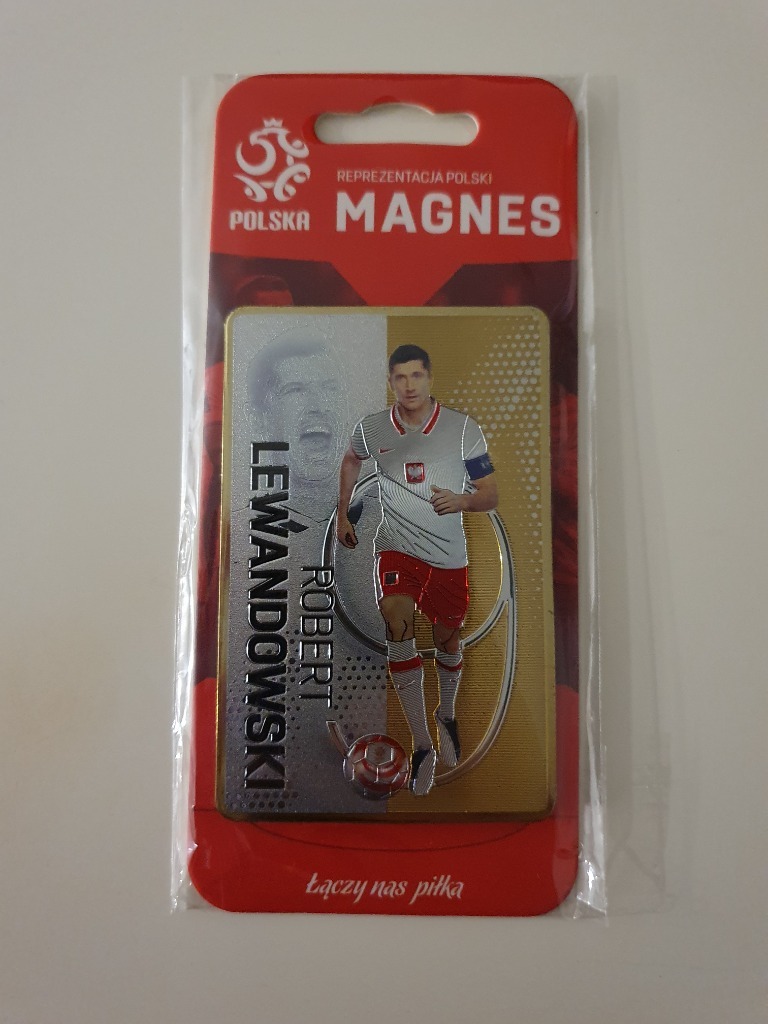 POLSKA
REPREZENTACJA POLSKI
MAGNES
ROBERT
LEWANDOWSKI
Łączy nas piłka